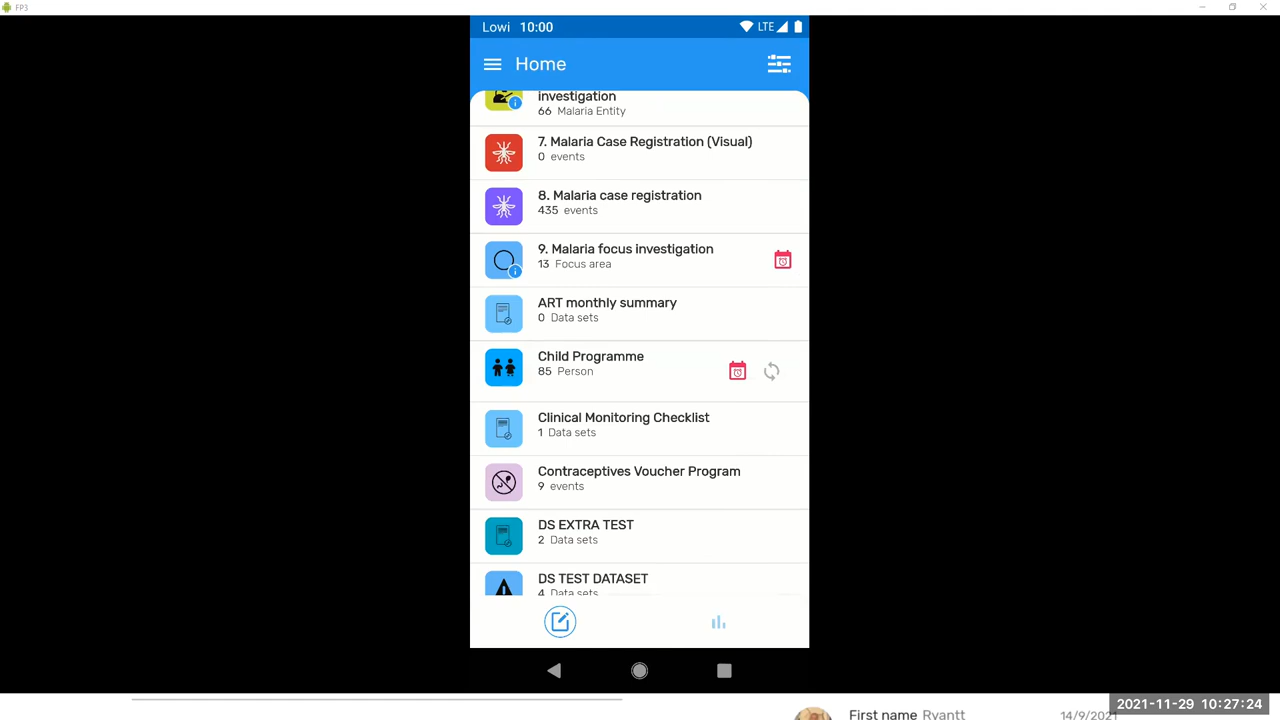 FP3
Lowi 10:00
LTE
Home
investigation
66 Malaria Entity
7. Malaria Case Registration (Visual)
0 events
8. Malaria case registration
435 events
9. Malaria focus investigation
13 Focus area
ART monthly summary
0 Data sets
Child Programme
85 Person
Clinical Monitoring Checklist
1 Data sets
Contraceptives Voucher Program
9 events
DS EXTRA TEST
2 Data sets
DS TEST DATASET
4 Data sets
2021-11-29 10:27:24
First name Ryantt
14/9/2021